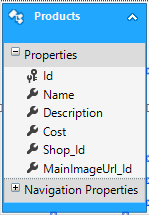 Products
Properties
Id
Name
Description
Cost
Shop_Id
MainImageUrl_Id
Navigation Properties